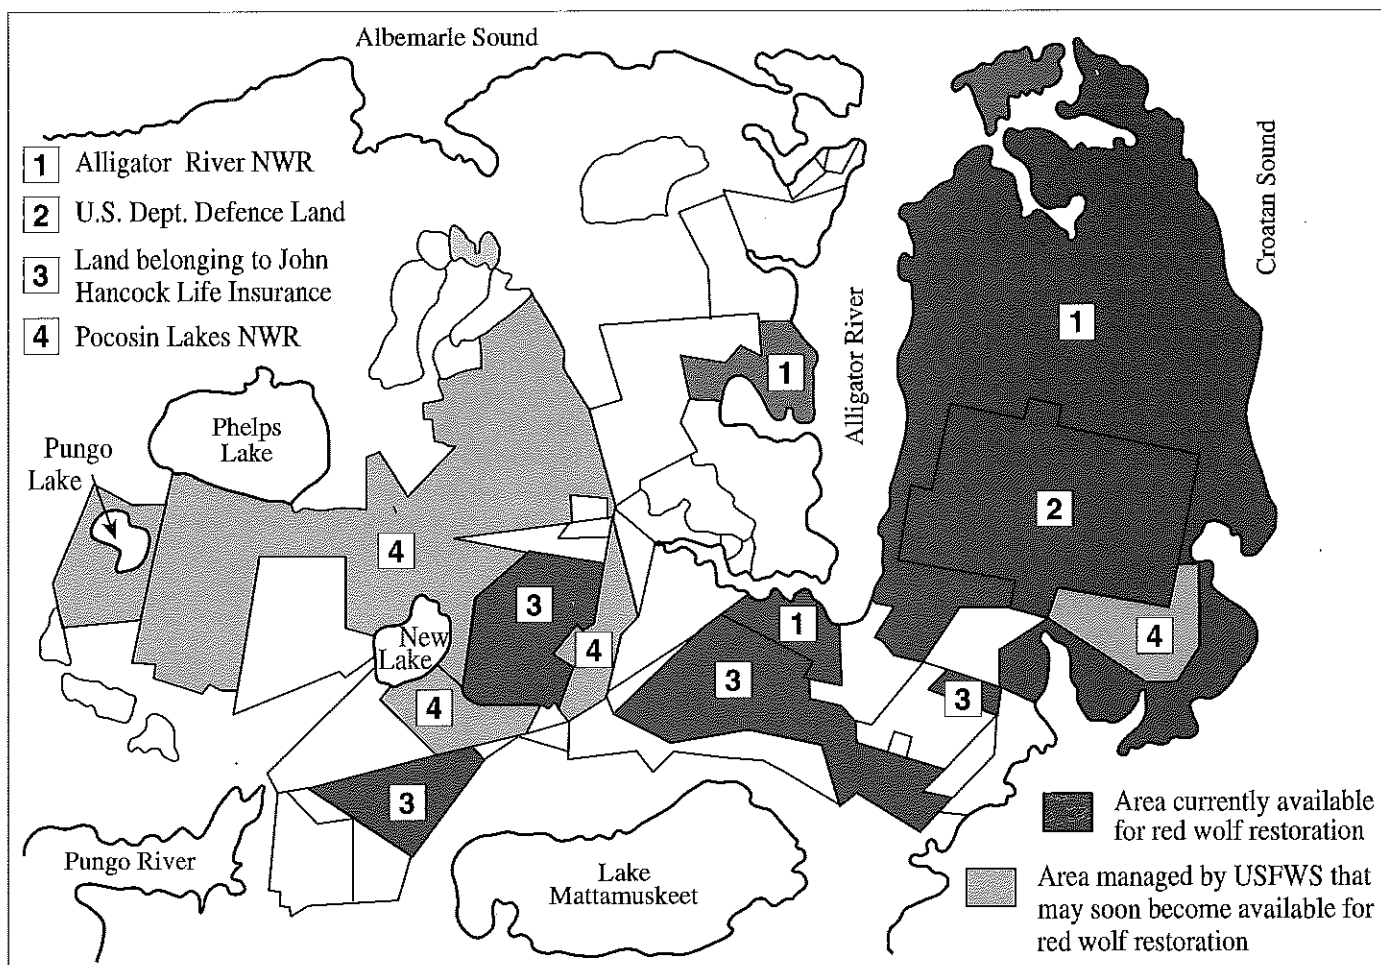 Albemarle Sound
1 Alligator River NWR
2 U.S. Dept. Defence Land
3 Land belonging to John
Hancock Life Insurance
4 Pocosin Lakes NWR
Croatan Sound
Alligator River
1
1
Phelps
Lake
Pungo
Lake
4
2
3
New
Lake
4
1
4
3
3
4
3
Pungo River
Lake
Mattamuskeet
Area currently available
for red wolf restoration
Area managed by USFWS that
may soon become available for
red wolf restoration